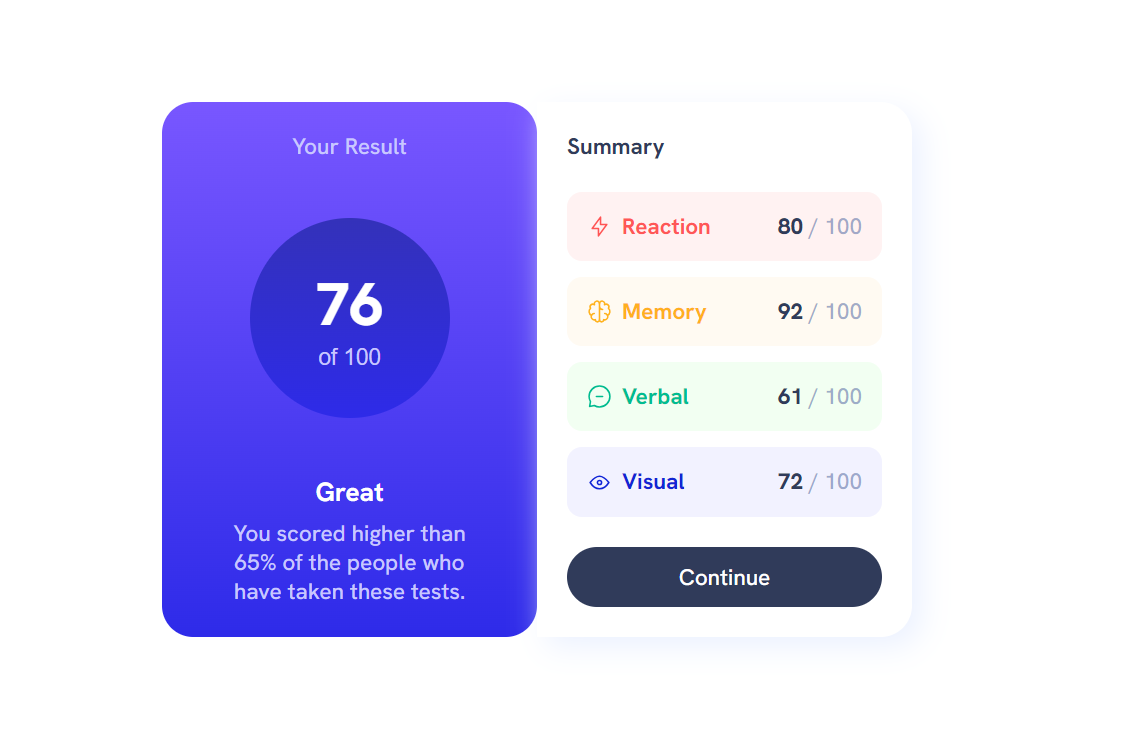 Your Result
76
of 100
Great
You scored higher than
65% of the people who
have taken these tests.
Summary
Reaction 80 / 100
Memory 92 / 100
Verbal 61 / 100
Visual 72 / 100
Continue